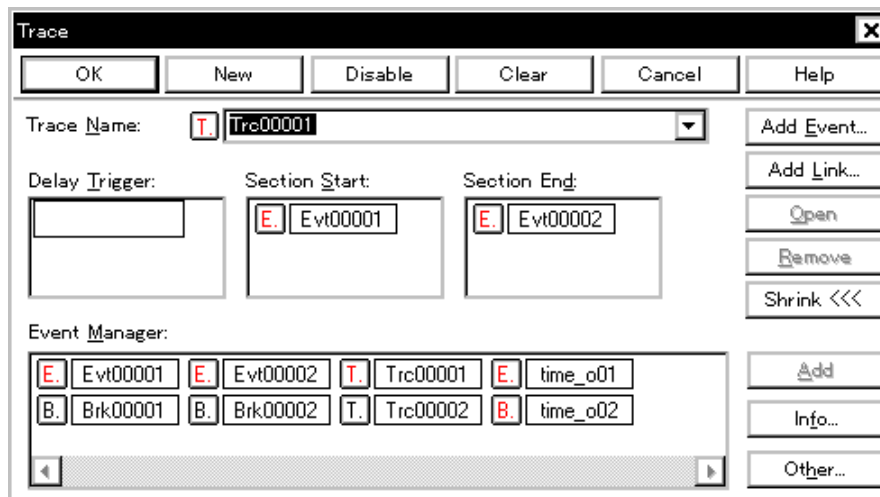 Trace
OK New Disable Clear Cancel Help
Trace Name: T. Trc00001 Add Event...
Add Link...
Delay Trigger: Section Start: Section End:
E. Evt00001 E. Evt00002 Open
Remove
Shrink <<<
Event Manager:
E. Evt00001 E. Evt00002 T. Trc00001 E. time_o01 Add
B. Brk00001 B. Brk00002 T. Trc00002 B. time_o02 Info...
Other...